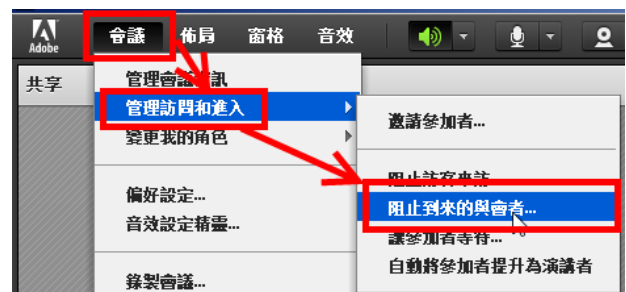 Adobe
會議 佈局 窗格 音效
共享
管理會議資訊
管理訪問和進入
變更我的角色
偏好設定...
音效設定精靈...
錄製會議...
邀請參加者...
阻止訪客來訪
阻止到來的與會者...
讓參加者等待...
自動將參加者提升為演講者